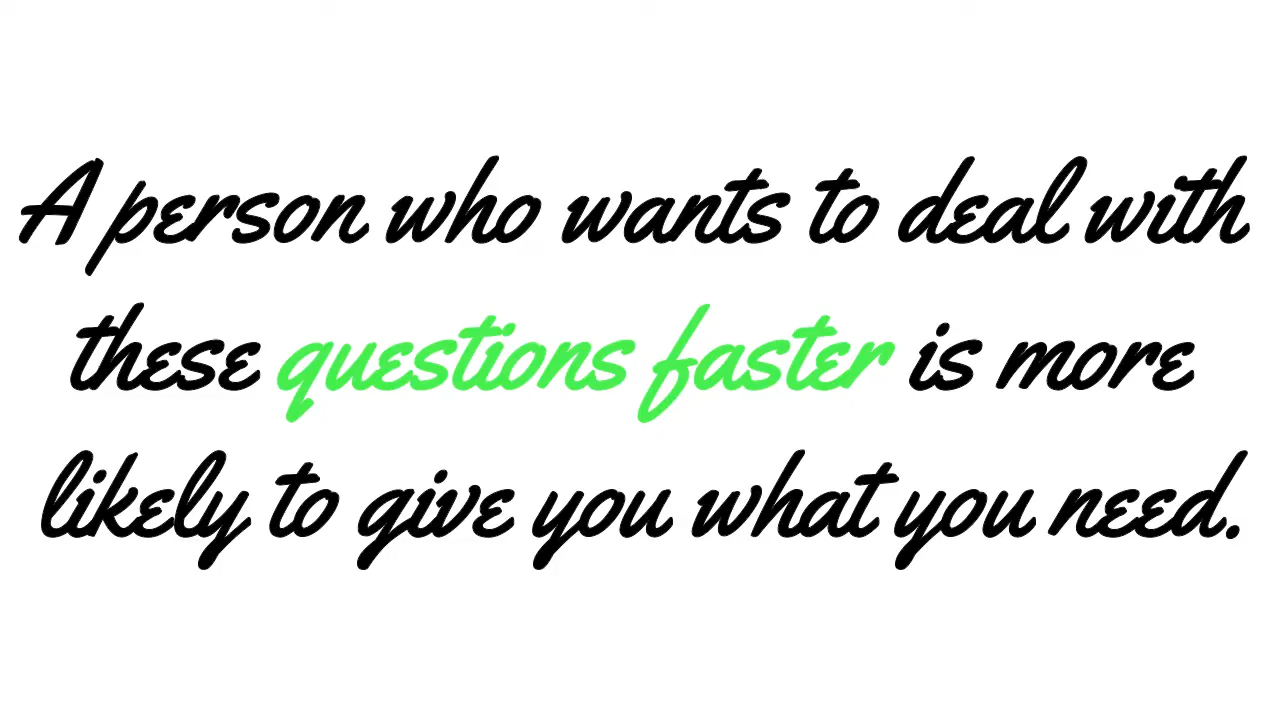 A person who wants to deal with
these questions faster is more
likely to give you what you need.